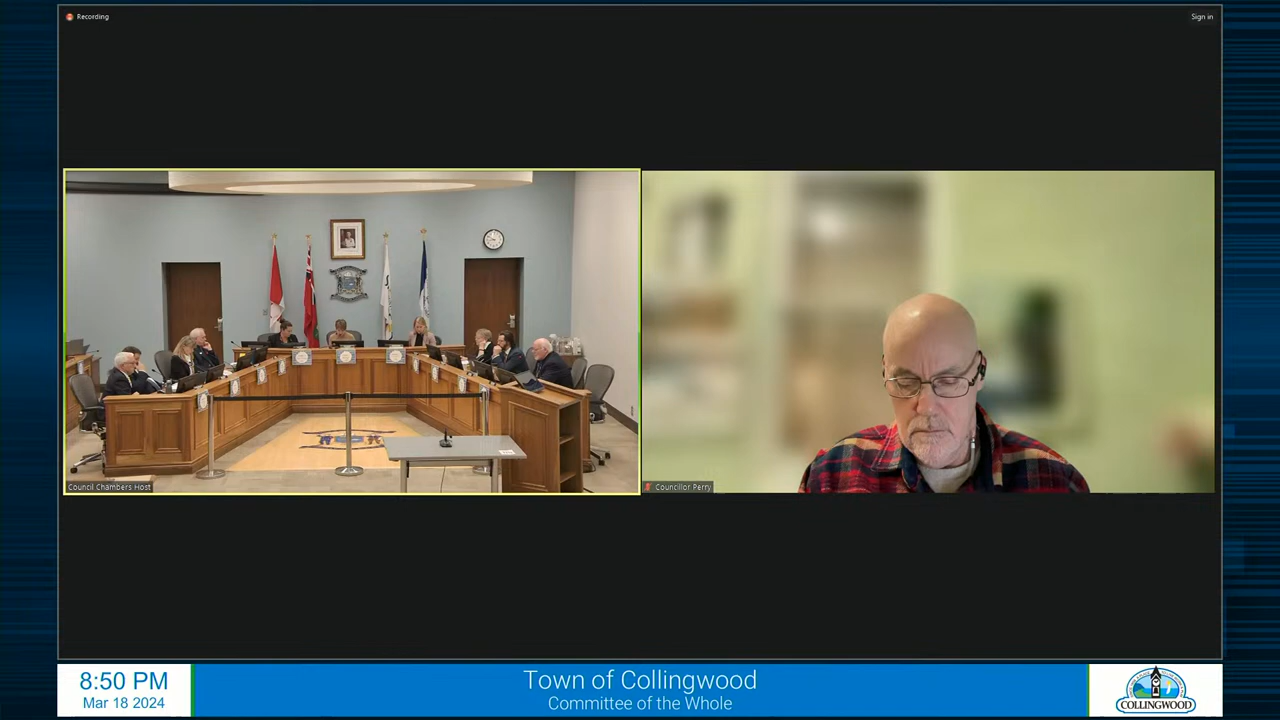 Recording
Sign in
Council Chambers Host
Councillor Perry
8:50 PM
Mar 18 2024
Town of Collingwood
Committee of the Whole
COLLINGWOOD